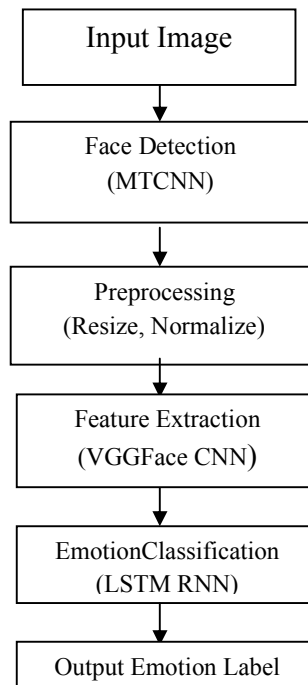 Input Image
Face Detection
(MTCNN)
Preprocessing
(Resize, Normalize)
Feature Extraction
(VGGFace CNN)
EmotionClassification
(LSTM RNN)
Output Emotion Label